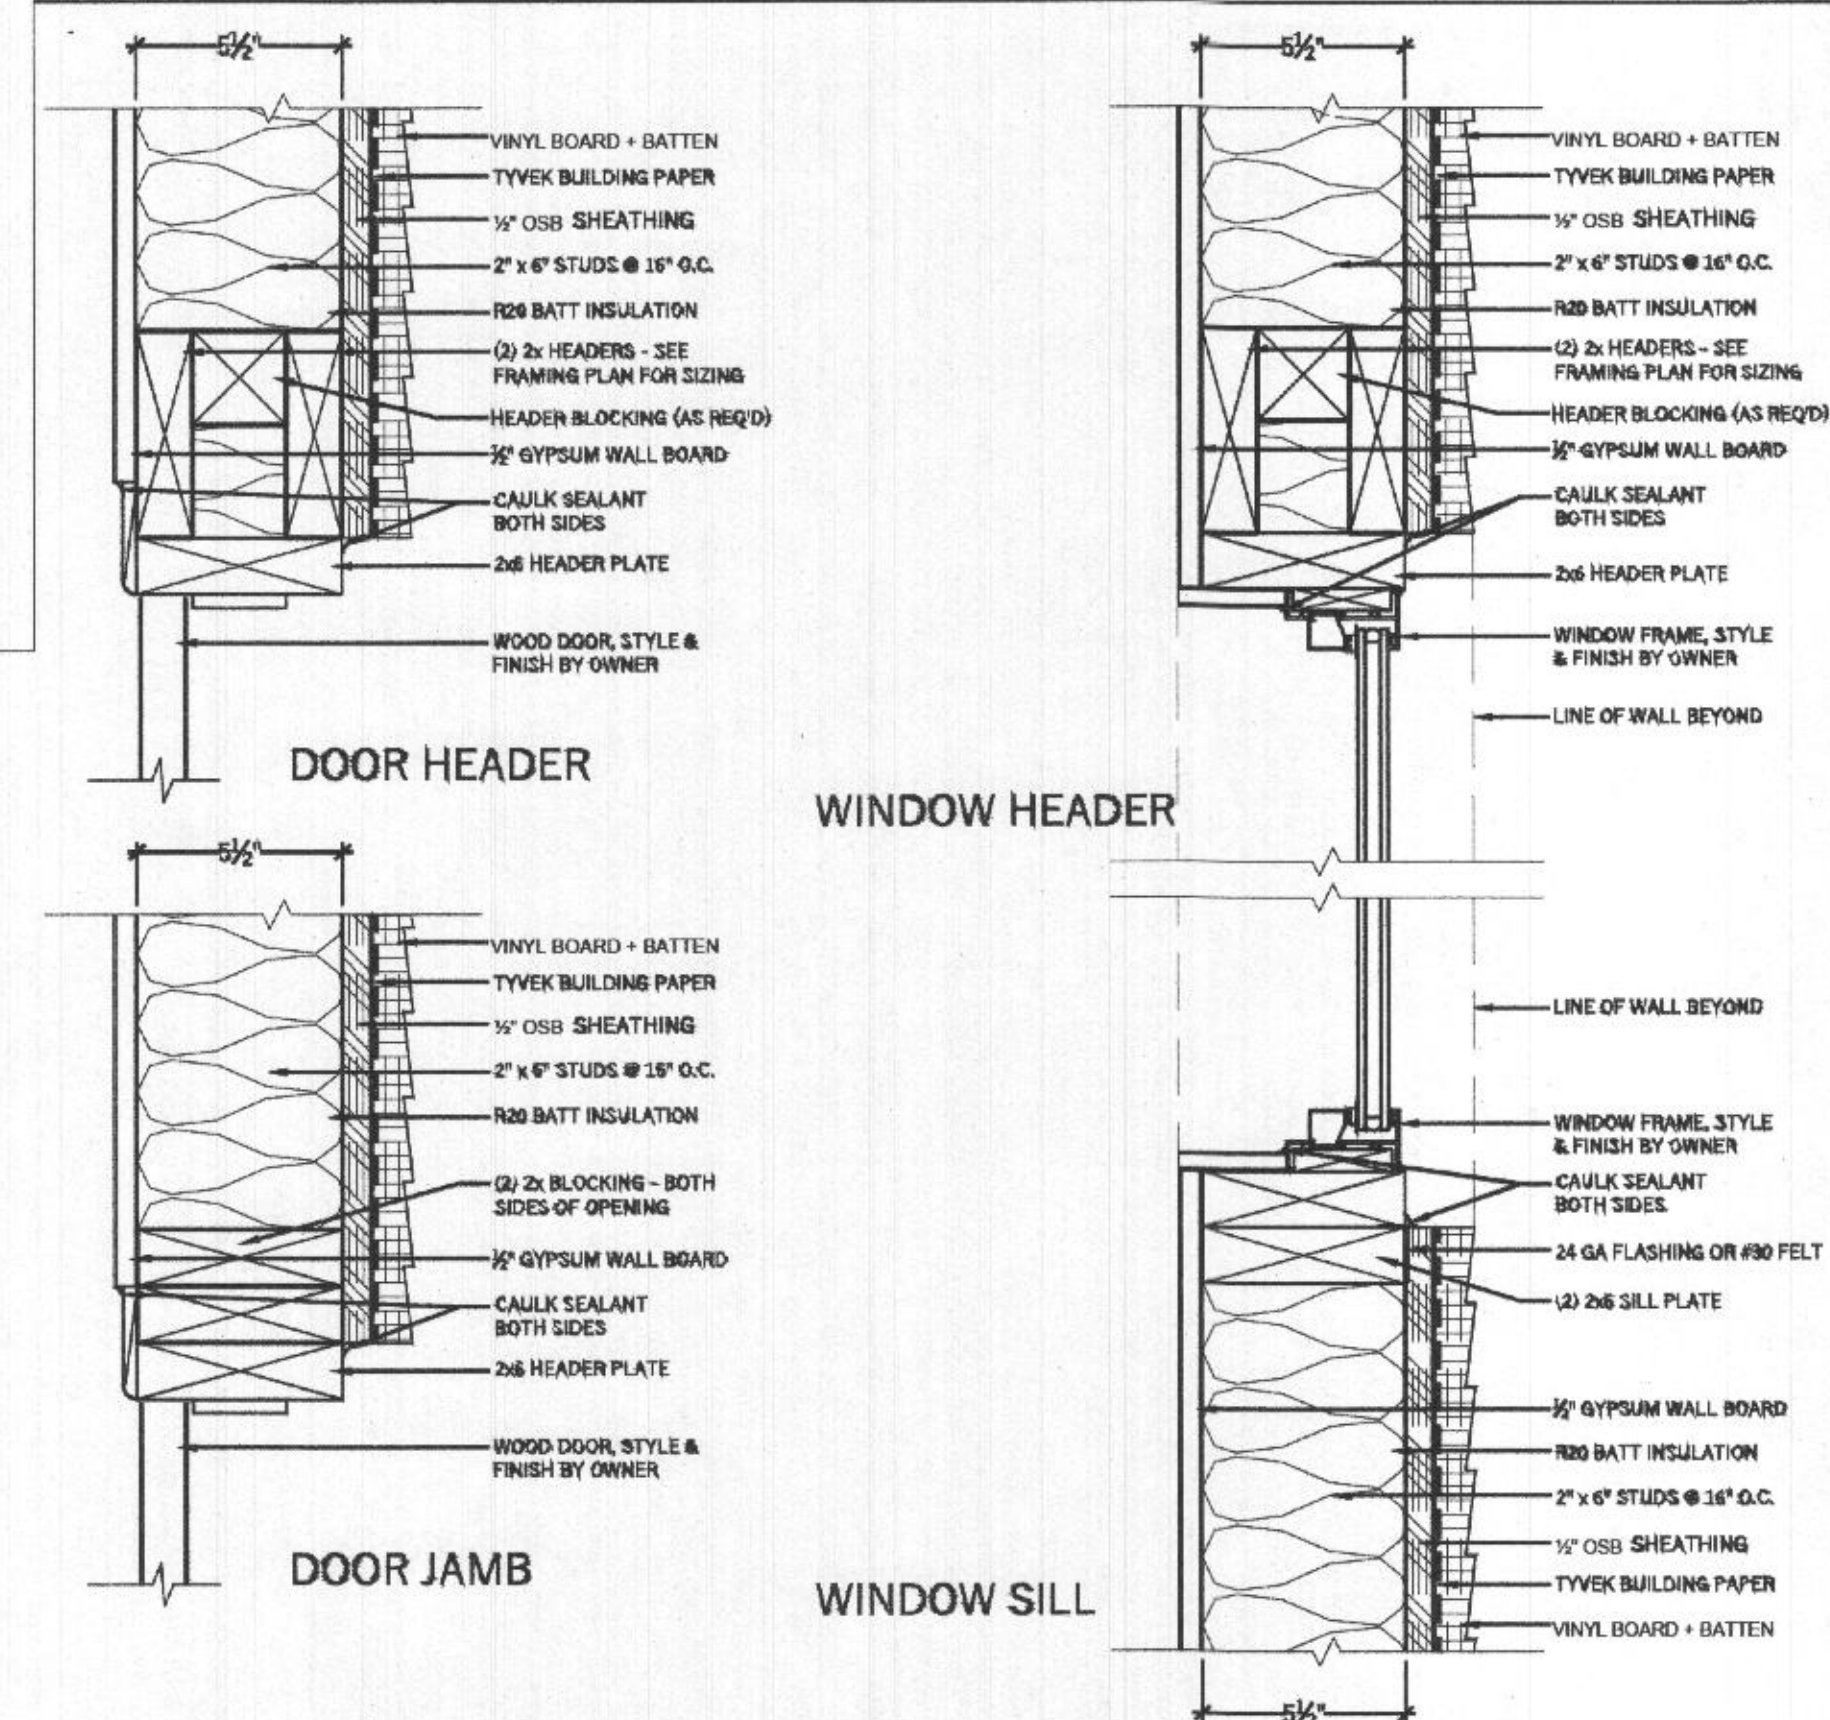 5½"
VINYL BOARD + BATTEN
TYVEK BUILDING PAPER
½" OSB SHEATHING
2" x 6" STUDS @ 16" O.C.
R20 BATT INSULATION
(2) 2x HEADERS - SEE
FRAMING PLAN FOR SIZING
HEADER BLOCKING (AS REQ'D)
½" GYPSUM WALL BOARD
CAULK SEALANT
BOTH SIDES
2x6 HEADER PLATE
WOOD DOOR, STYLE &
FINISH BY OWNER
DOOR HEADER
5½"
VINYL BOARD + BATTEN
TYVEK BUILDING PAPER
½" OSB SHEATHING
2" x 6" STUDS @ 16" O.C.
R20 BATT INSULATION
(2) 2x HEADERS - SEE
FRAMING PLAN FOR SIZING
HEADER BLOCKING (AS REQ'D)
½" GYPSUM WALL BOARD
CAULK SEALANT
BOTH SIDES
2x6 HEADER PLATE
WINDOW FRAME, STYLE
& FINISH BY OWNER
LINE OF WALL BEYOND
WINDOW HEADER
5½"
VINYL BOARD + BATTEN
TYVEK BUILDING PAPER
½" OSB SHEATHING
2" x 6" STUDS @ 16" O.C.
R20 BATT INSULATION
(2) 2x BLOCKING - BOTH
SIDES OF OPENING
½" GYPSUM WALL BOARD
CAULK SEALANT
BOTH SIDES
2x6 HEADER PLATE
WOOD DOOR, STYLE &
FINISH BY OWNER
DOOR JAMB
LINE OF WALL BEYOND
WINDOW FRAME, STYLE
& FINISH BY OWNER
CAULK SEALANT
BOTH SIDES
24 GA FLASHING OR #30 FELT
(2) 2x6 SILL PLATE
½" GYPSUM WALL BOARD
R20 BATT INSULATION
2" x 6" STUDS @ 16" O.C.
½" OSB SHEATHING
TYVEK BUILDING PAPER
VINYL BOARD + BATTEN
WINDOW SILL
5½"